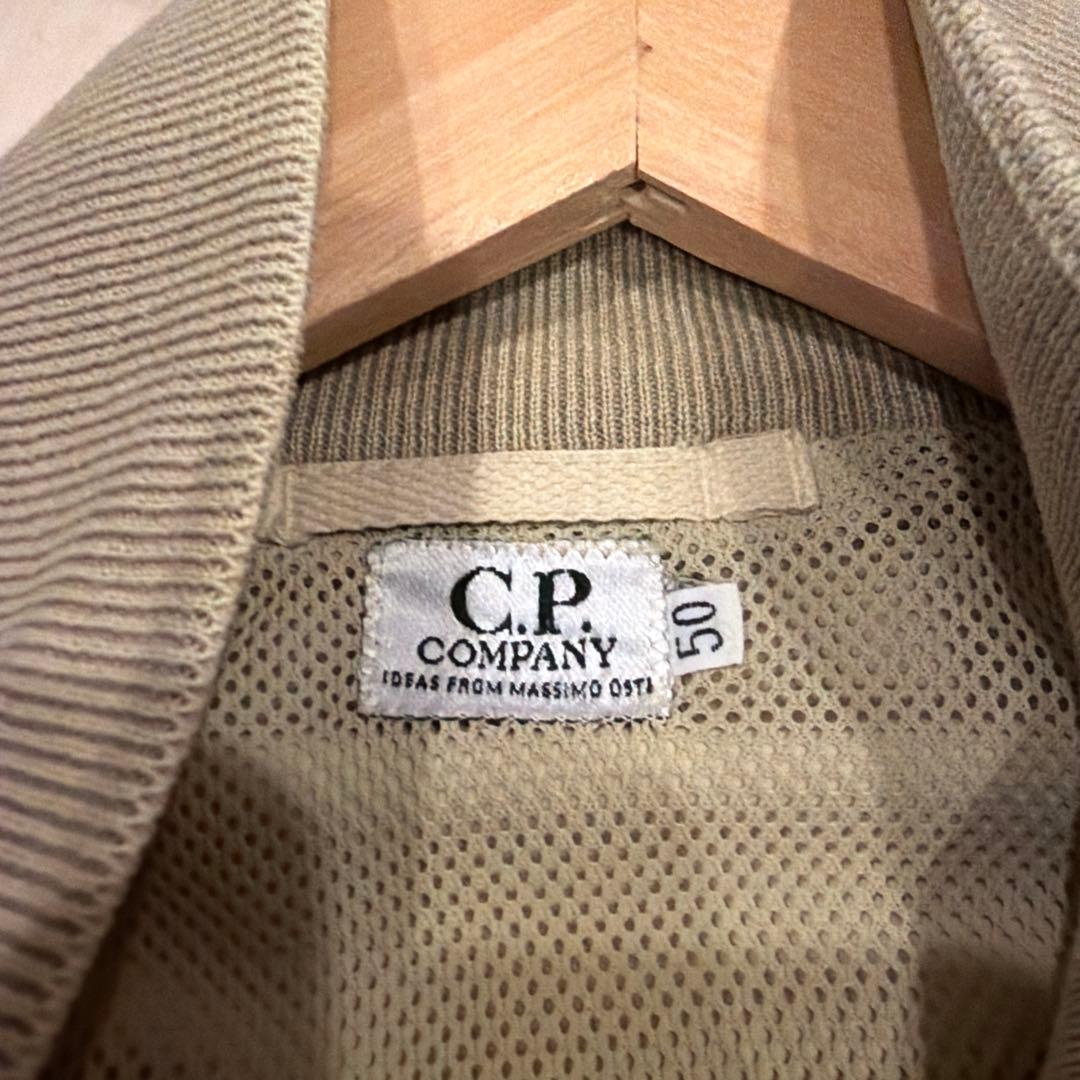 C.P.
COMPANY
IDEAS FROM MASSIMO OSTI
50